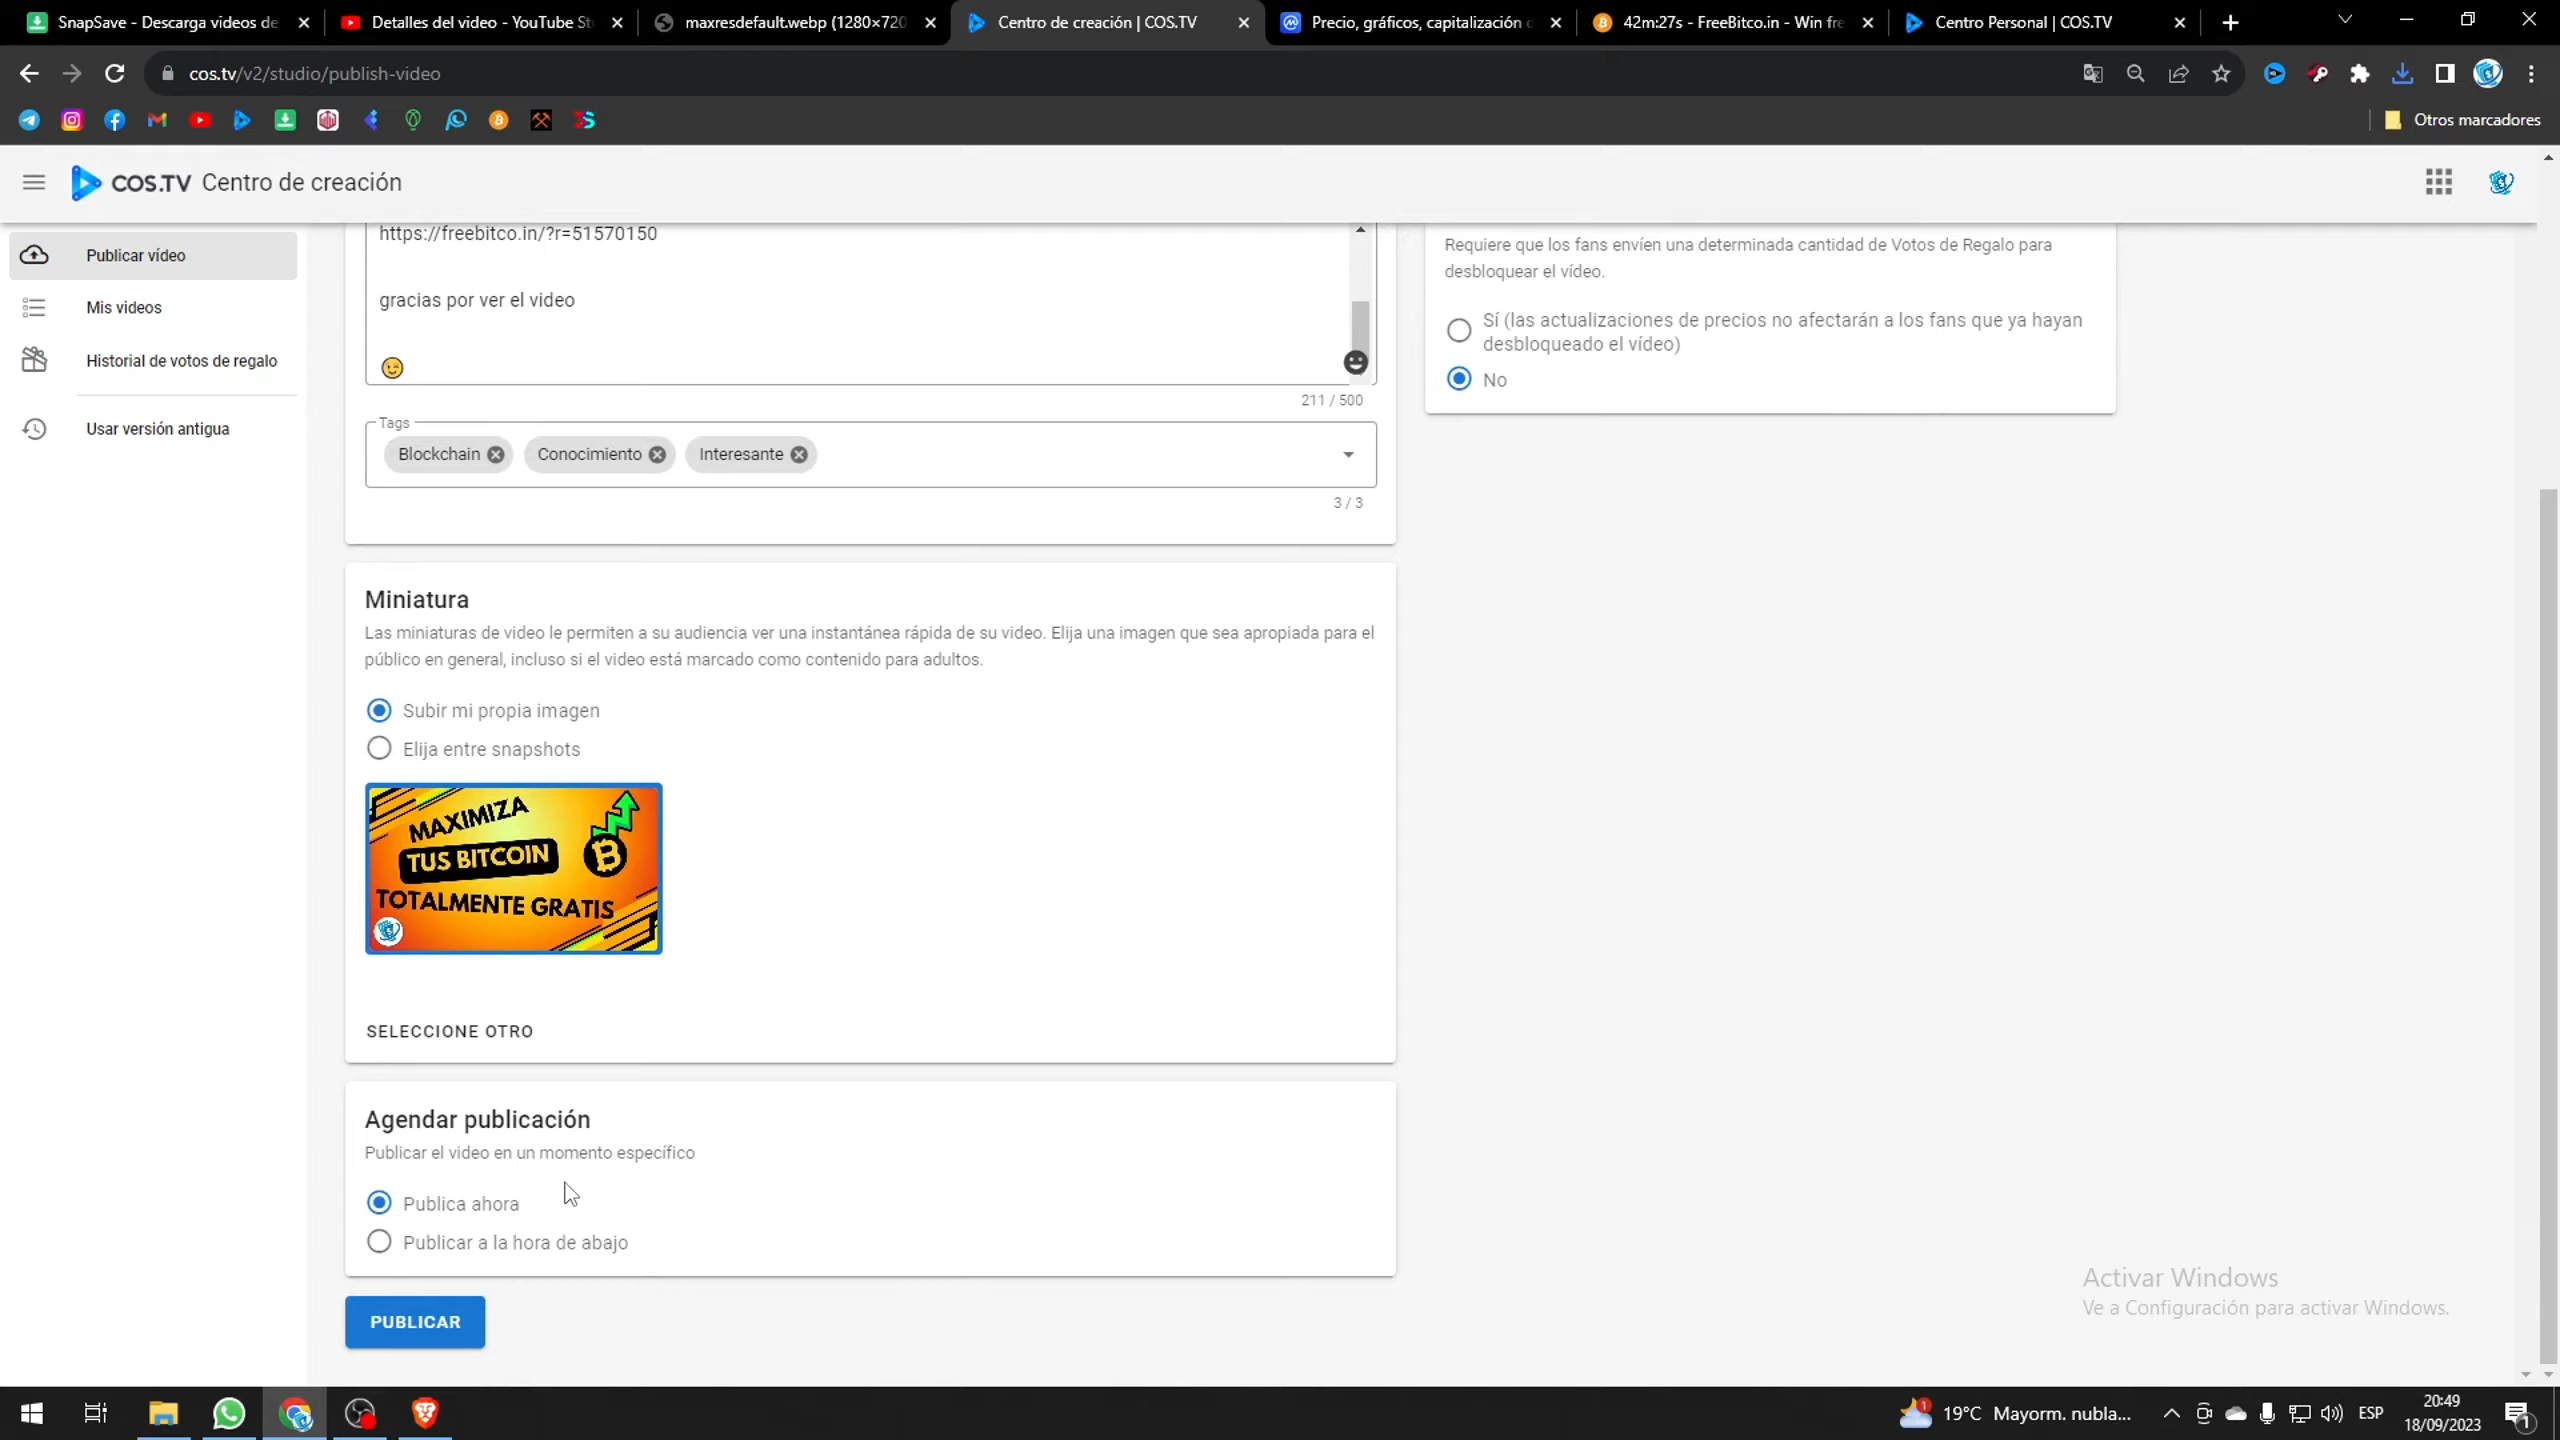 SnapSave - Descarga videos de
Detalles del video - YouTube St
maxresdefault.webp (1280×720
Centro de creación | COS.TV
Precio, gráficos, capitalización d
42m:27s - FreeBitco.in - Win fre
Centro Personal | COS.TV
cos.tv/v2/studio/publish-video
Otros marcadores
COS.TV Centro de creación
Publicar vídeo
Mis videos
Historial de votos de regalo
Usar versión antigua
https://freebitco.in/?r=51570150
gracias por ver el video
😉
211 / 500
Tags
Blockchain
Conocimiento
Interesante
3 / 3
Requiere que los fans envíen una determinada cantidad de Votos de Regalo para
desbloquear el vídeo.
Sí (las actualizaciones de precios no afectarán a los fans que ya hayan
desbloqueado el vídeo)
No
Miniatura
Las miniaturas de video le permiten a su audiencia ver una instantánea rápida de su video. Elija una imagen que sea apropiada para el
público en general, incluso si el video está marcado como contenido para adultos.
Subir mi propia imagen
Elija entre snapshots
MAXIMIZA
TUS BITCOIN
TOTALMENTE GRATIS
SELECCIONE OTRO
Agendar publicación
Publicar el video en un momento específico
Publica ahora
Publicar a la hora de abajo
PUBLICAR
Activar Windows
Ve a Configuración para activar Windows.
1
19°C Mayorm. nubla...
ESP
20:49
18/09/2023
1